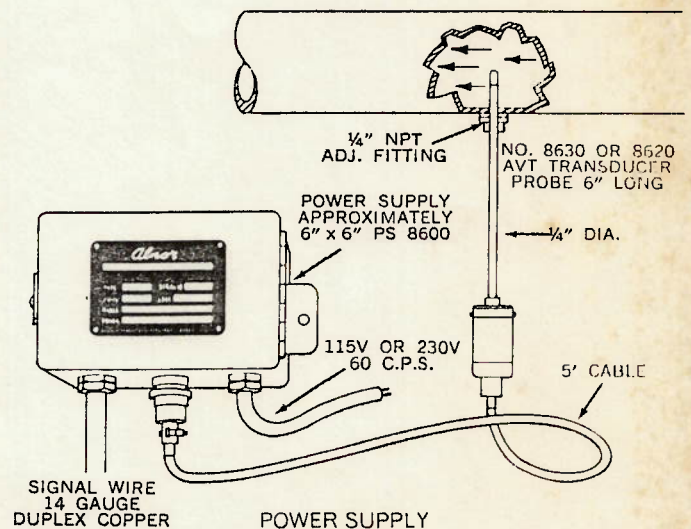 ¼" NPT
ADJ. FITTING
NO. 8630 OR 8620
AVT TRANSDUCER
PROBE 6" LONG
POWER SUPPLY
APPROXIMATELY
6" x 6" PS 8600
¼" DIA.
Alnor
115V OR 230V
60 C.P.S.
5' CABLE
SIGNAL WIRE
14 GAUGE
DUPLEX COPPER
POWER SUPPLY